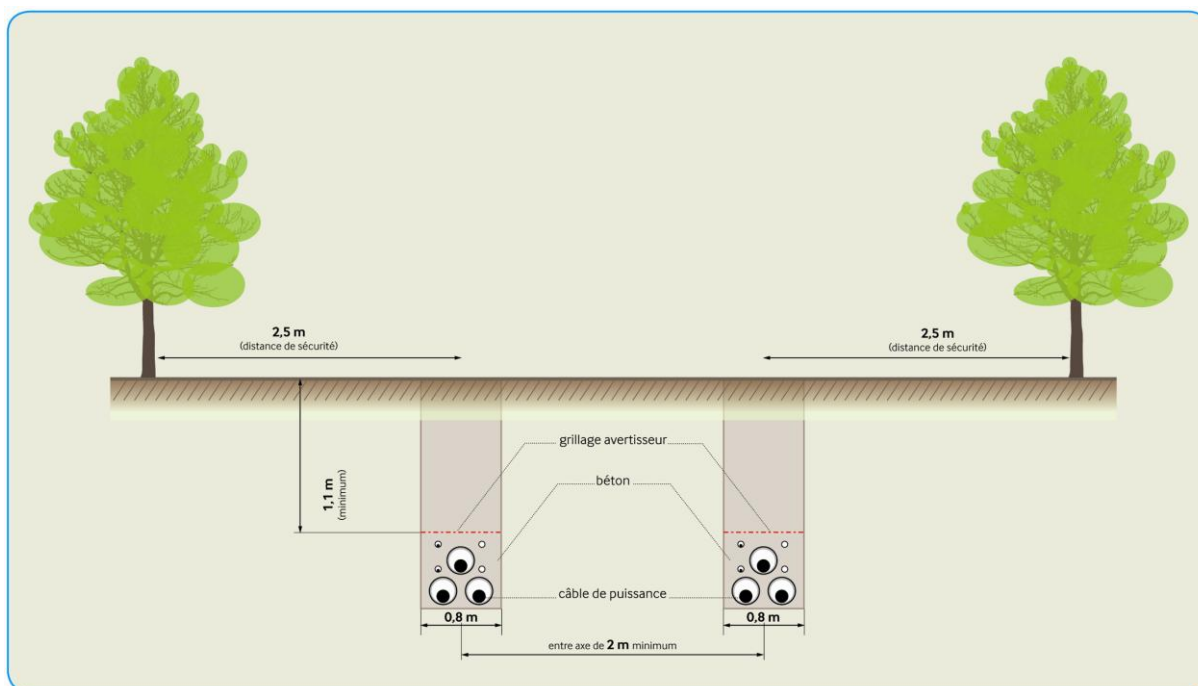 2,5 m
(distance de sécurité)
2,5 m
(distance de sécurité)
1,1 m
(minimum)
grillage avertisseur
béton
câble de puissance
0,8 m
0,8 m
entre axe de 2 m minimum